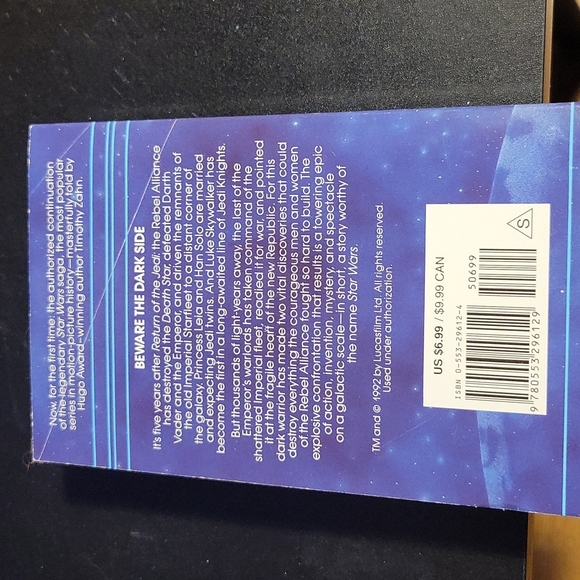 Now for the first time, the authorized continuation
of the legendary Star Wars saga, the most popular
series in motion-picture history—masterfully told by
Hugo Award–winning author Timothy Zahn.
BEWARE THE DARK SIDE
It's five years after Return of the Jedi: the Rebel Alliance
has destroyed the Death Star, defeated Darth
Vader and the Emperor, and driven the remnants of
the old Imperial Starfleet to a distant corner of
the galaxy. Princess Leia and Han Solo are married
and expecting Jedi twins. And Luke Skywalker has
become the first in a long-awaited line of Jedi Knights.
But thousands of light-years away, the last of the
Emperor's warlords has taken command of the
shattered Imperial fleet, readied it for war, and pointed
it at the fragile heart of the new Republic. For this
dark warrior has made two vital discoveries that could
destroy everything the courageous men and women
of the Rebel Alliance fought so hard to build. The
explosive confrontation that results is a towering epic
of action, invention, mystery, and spectacle
on a galactic scale—in short, a story worthy of
the name Star Wars.
TM and © 1992 by Lucasfilm Ltd. All rights reserved.
Used under authorization.
US $6.99 / $9.99 CAN
ISBN 0-553-29612-4
50699
9 780553 296129
S